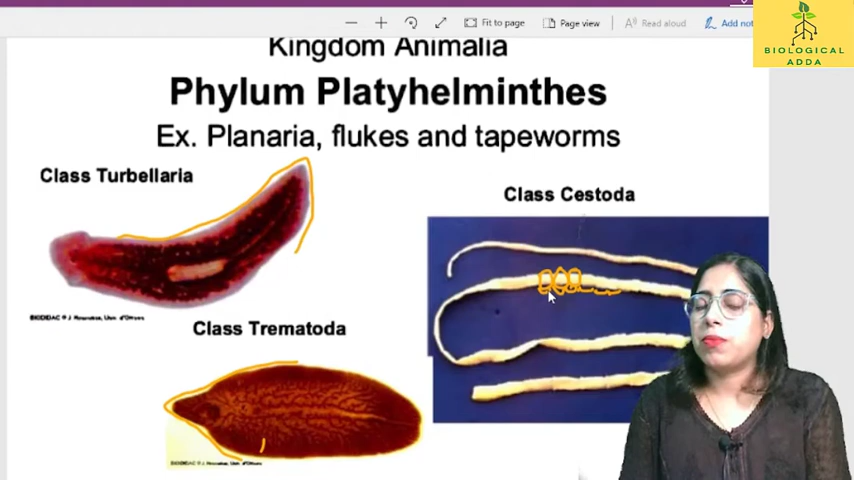 Fit to page
Page view
Read aloud
Add not
BIOLOGICAL
ADDA
Kingdom Animalia
Phylum Platyhelminthes
Ex. Planaria, flukes and tapeworms
Class Turbellaria
Class Cestoda
Class Trematoda